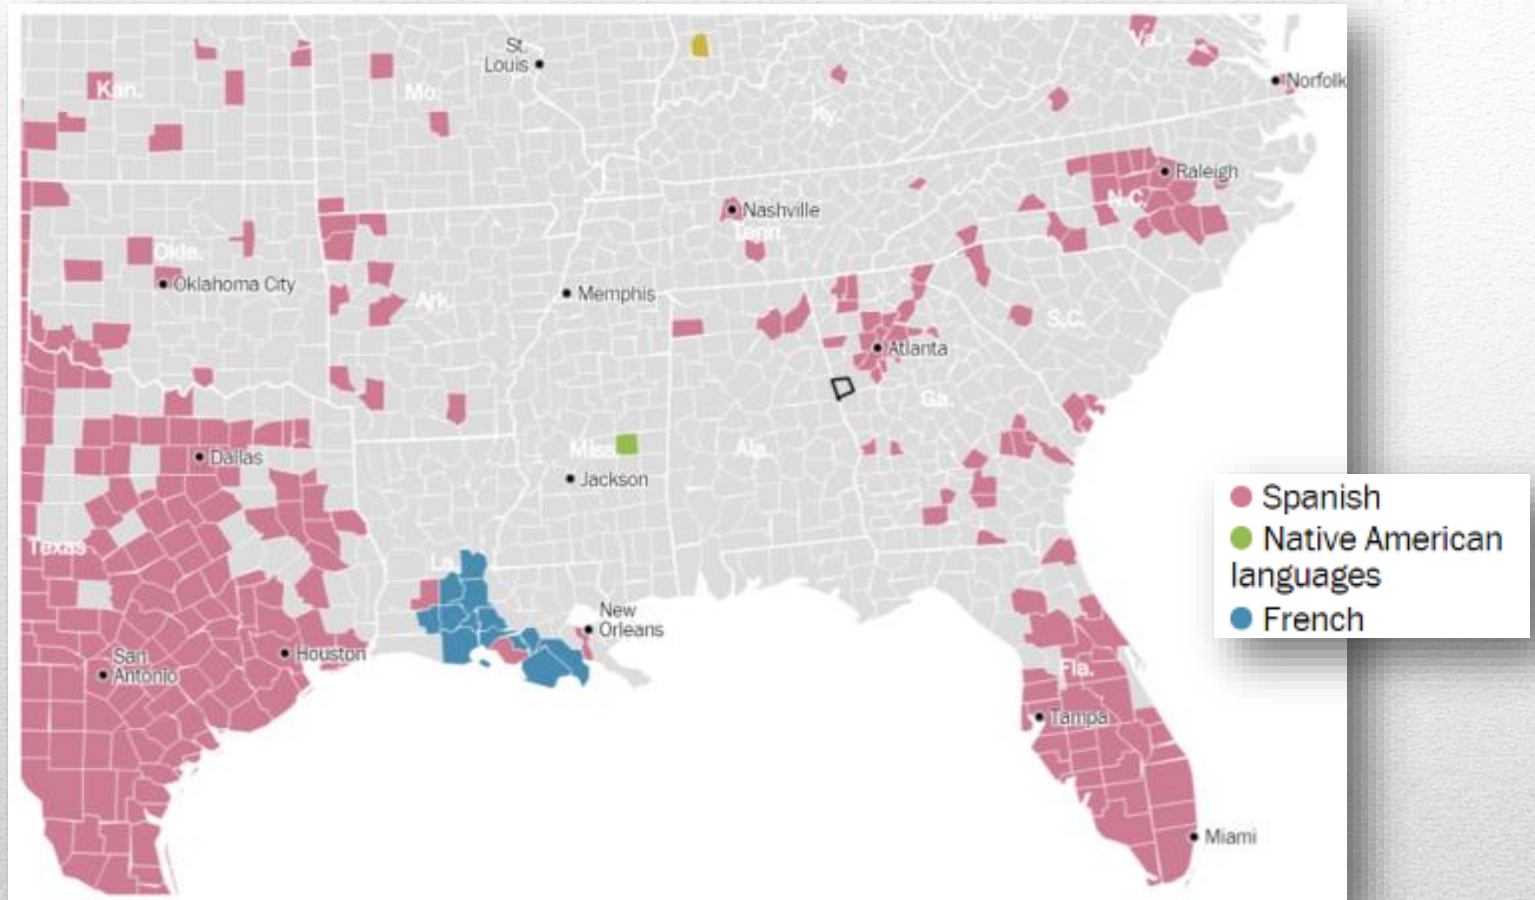 St.
Louis
Va.
Norfolk
Kan.
Mo.
Ky.
Raleigh
N.C.
Nashville
Tenn.
Okla.
Oklahoma City
Memphis
Ark.
S.C.
Atlanta
Ga.
Dallas
Miss.
Ala.
Jackson
Texas
La.
New
Orleans
Houston
San
Antonio
Fla.
Tampa
Miami
Spanish
Native American
languages
French